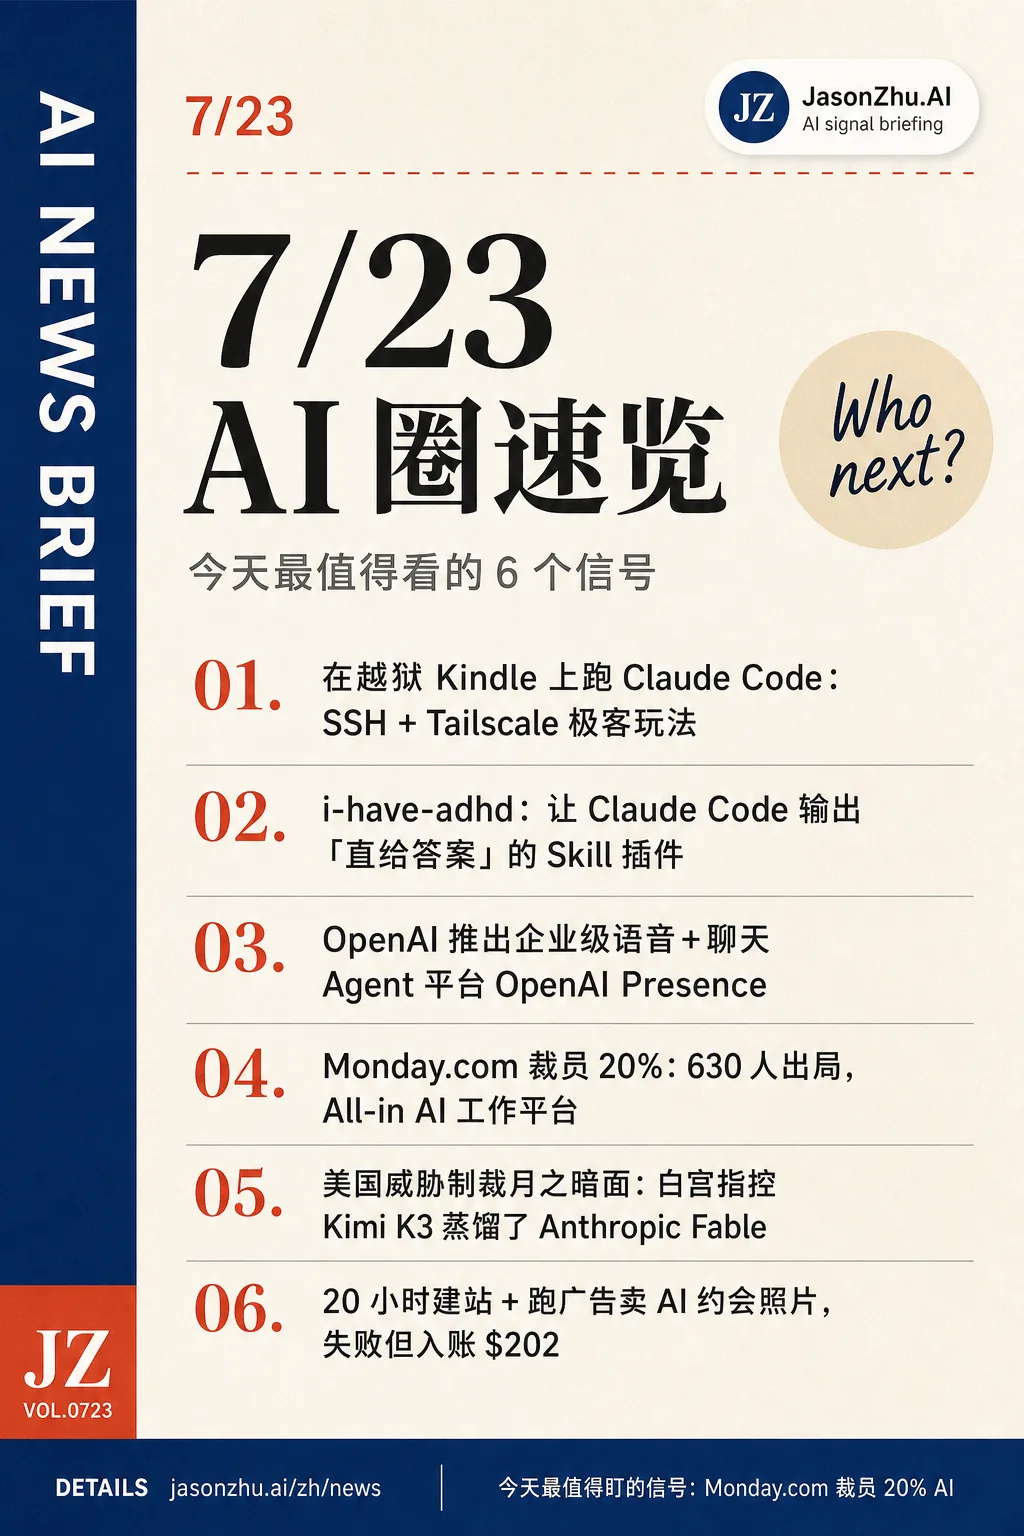 AI NEWS BRIEF
7/23
JZ
JasonZhu.AI
AI signal briefing
7/23
AI 圈速览
Who
next?
今天最值得看的 6 个信号
01.
在越狱 Kindle 上跑 Claude Code：
SSH + Tailscale 极客玩法
02.
i-have-adhd：让 Claude Code 输出
「直给答案」的 Skill 插件
03.
OpenAI 推出企业级语音+聊天
Agent 平台 OpenAI Presence
04.
Monday.com 裁员 20%：630 人出局，
All-in AI 工作平台
05.
美国威胁制裁月之暗面：白宫指控
Kimi K3 蒸馏了 Anthropic Fable
06.
20 小时建站 + 跑广告卖 AI 约会照片，
失败但入账 $202
JZ
VOL.0723
DETAILS jasonzhu.ai/zh/news
今天最值得盯的信号：Monday.com 裁员 20% AI